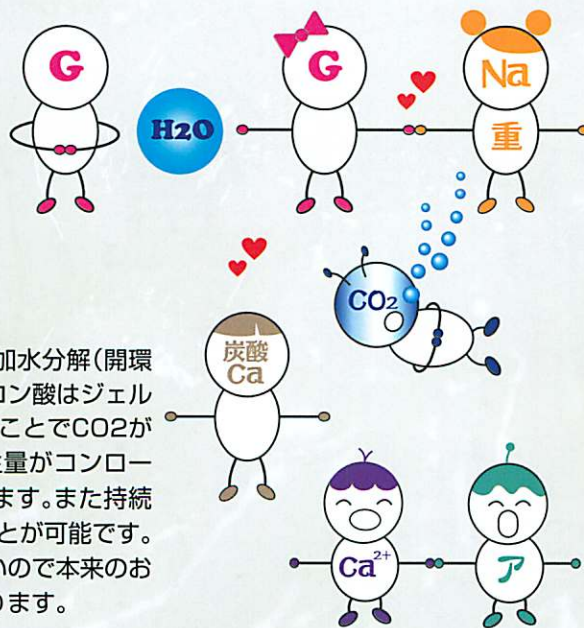 G
H2O
G
Na
重
CO2
炭酸
Ca
加水分解(開環
コン酸はジェル
ことでCO2が
量がコンロー
ます。また持続
とが可能です。
いので本来のお
ります。
Ca2+
ア